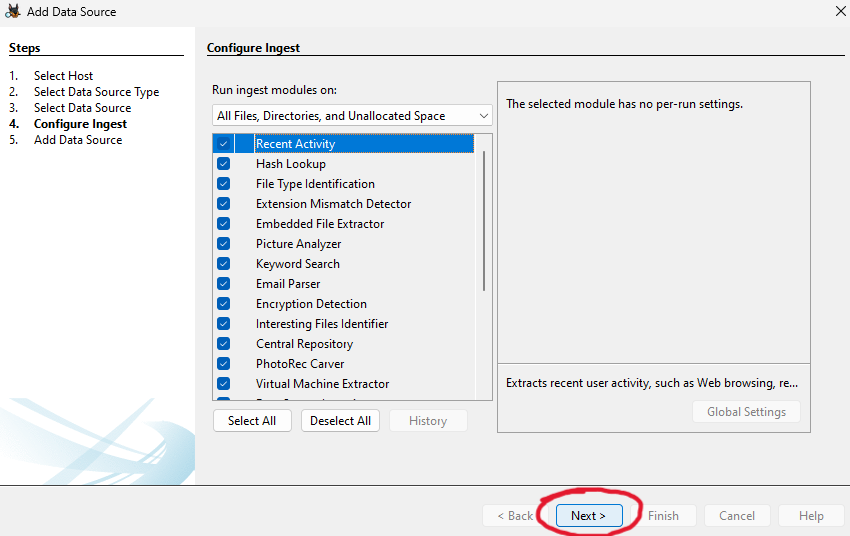 Add Data Source
Steps
1. Select Host
2. Select Data Source Type
3. Select Data Source
4. Configure Ingest
5. Add Data Source
Configure Ingest
Run ingest modules on:
All Files, Directories, and Unallocated Space
Recent Activity
Hash Lookup
File Type Identification
Extension Mismatch Detector
Embedded File Extractor
Picture Analyzer
Keyword Search
Email Parser
Encryption Detection
Interesting Files Identifier
Central Repository
PhotoRec Carver
Virtual Machine Extractor
Select All
Deselect All
History
The selected module has no per-run settings.
Extracts recent user activity, such as Web browsing, re...
Global Settings
< Back
Next >
Finish
Cancel
Help